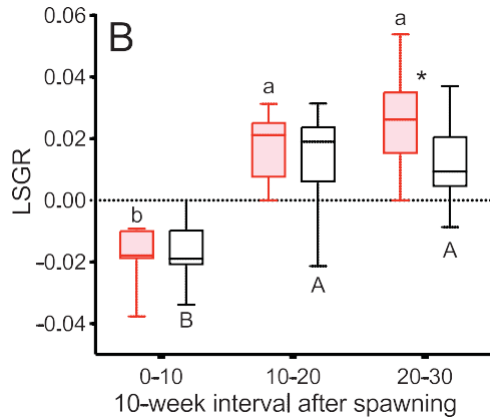 B
LSGR
0.06
0.04
0.02
0.00
-0.02
-0.04
a
a
*
b
B
A
A
0-10
10-20
20-30
10-week interval after spawning